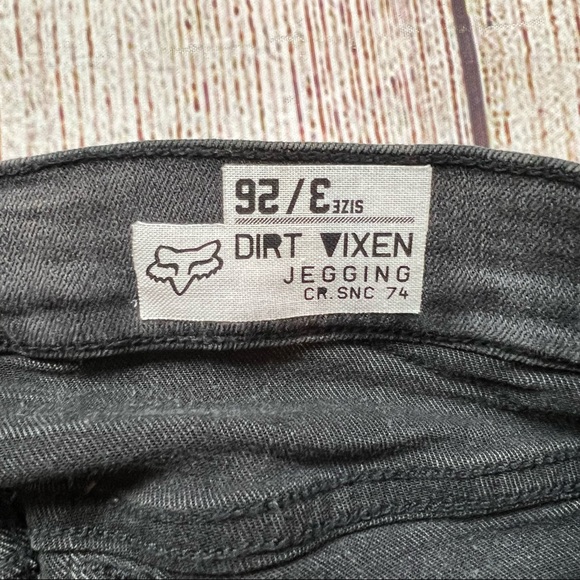 SIZE 3/26
DIRT VIXEN
JEGGING
CR. SNC 74